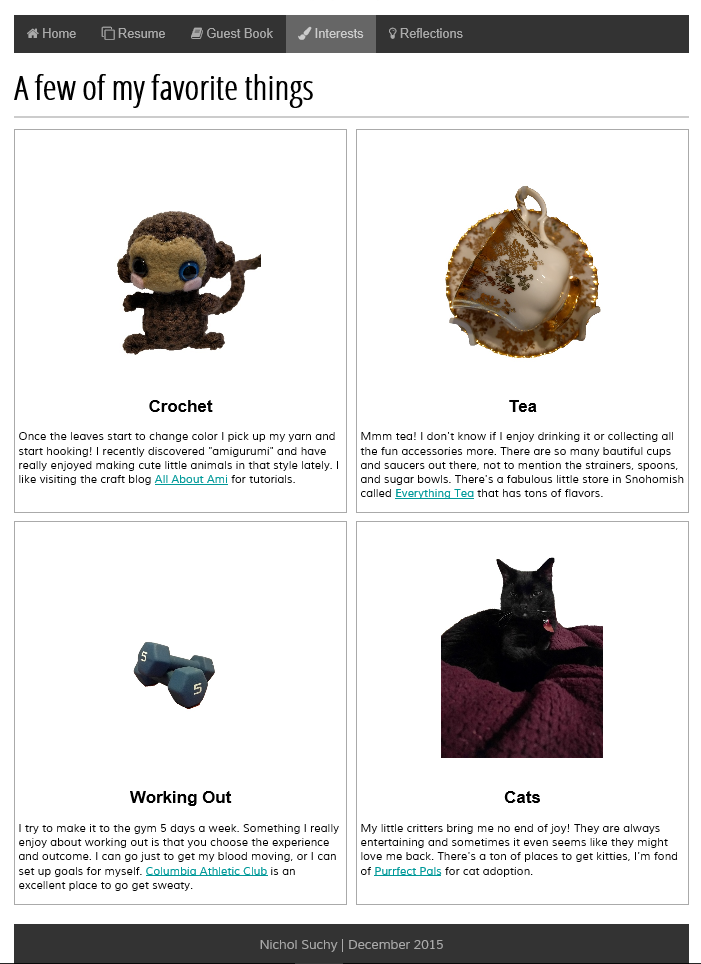 Home Resume Guest Book Interests Reflections
A few of my favorite things
Crochet
Once the leaves start to change color I pick up my yarn and
start hooking! I recently discovered "amigurumi" and have
really enjoyed making cute little animals in that style lately. I
like visiting the craft blog All About Ami for tutorials.
Tea
Mmm tea! I don't know if I enjoy drinking it or collecting all
the fun accessories more. There are so many bautiful cups
and saucers out there, not to mention the strainers, spoons,
and sugar bowls. There's a fabulous little store in Snohomish
called Everything Tea that has tons of flavors.
5
5
Working Out
I try to make it to the gym 5 days a week. Something I really
enjoy about working out is that you choose the experience
and outcome. I can go just to get my blood moving, or I can
set up goals for myself. Columbia Athletic Club is an
excellent place to go get sweaty.
Cats
My little critters bring me no end of joy! They are always
entertaining and sometimes it even seems like they might
love me back. There's a ton of places to get kitties, I'm fond
of Purrfect Pals for cat adoption.
Nichol Suchy | December 2015